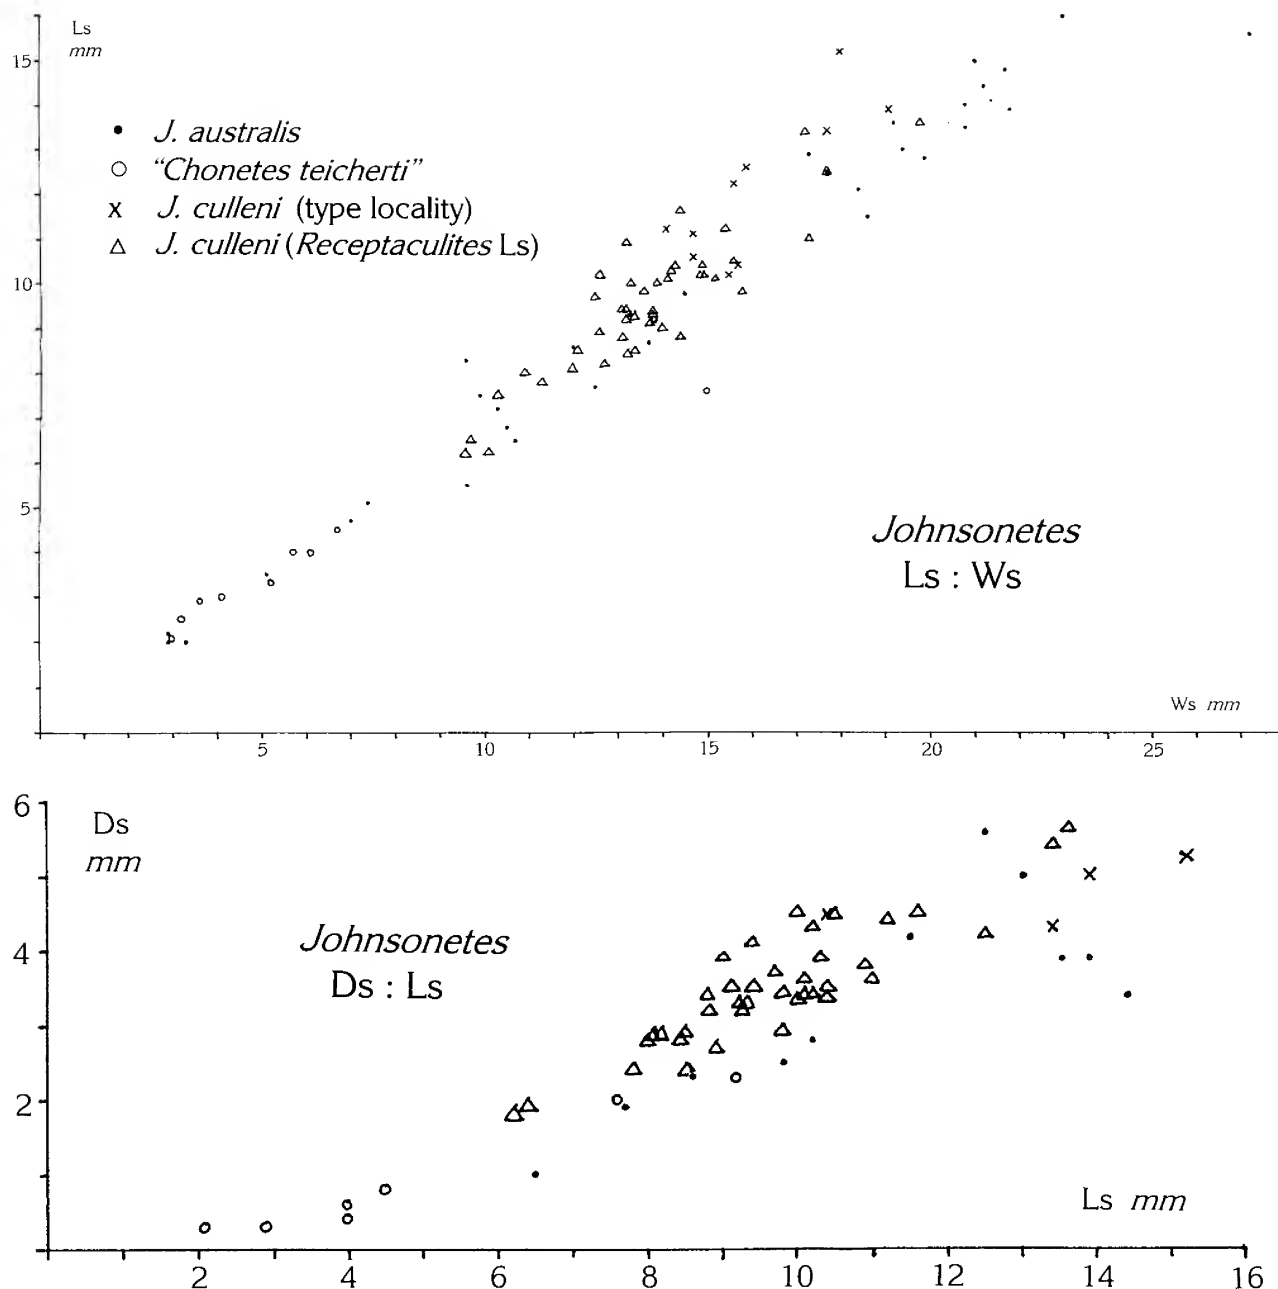 Ls
mm
15
• J. australis
○ “Chonetes teicherti”
x J. culleni (type locality)
△ J. culleni (Receptaculites Ls)
10
5
Johnsonetes
Ls : Ws
Ws mm
5 10 15 20 25
6
Ds
mm
Johnsonetes
Ds : Ls
4
2
Ls mm
2 4 6 8 10 12 14 16